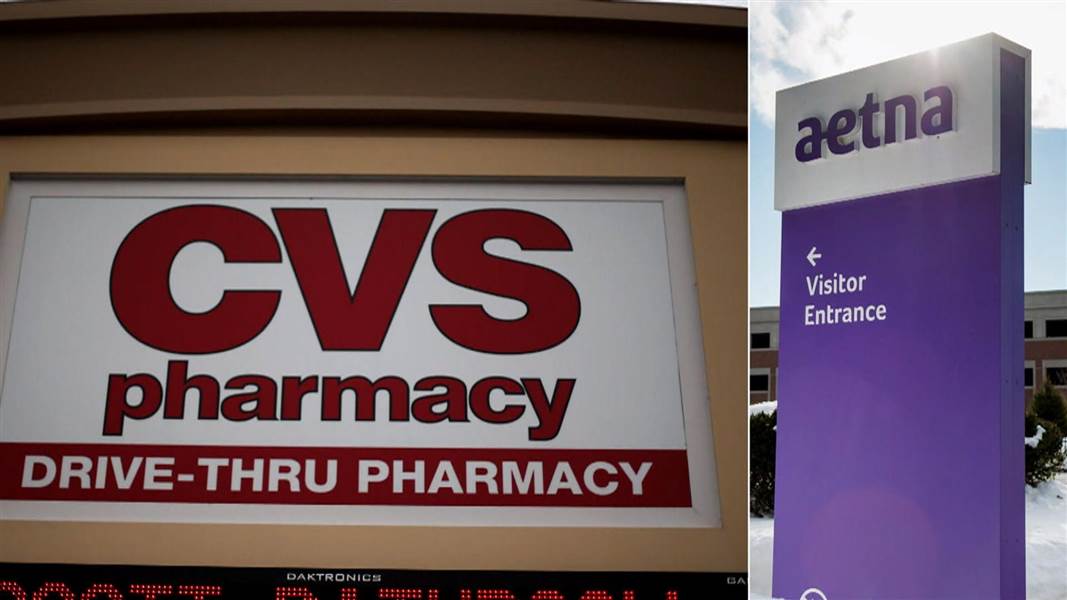 CVS
pharmacy
DRIVE-THRU PHARMACY
DAKTRONICS
aetna
←
Visitor
Entrance